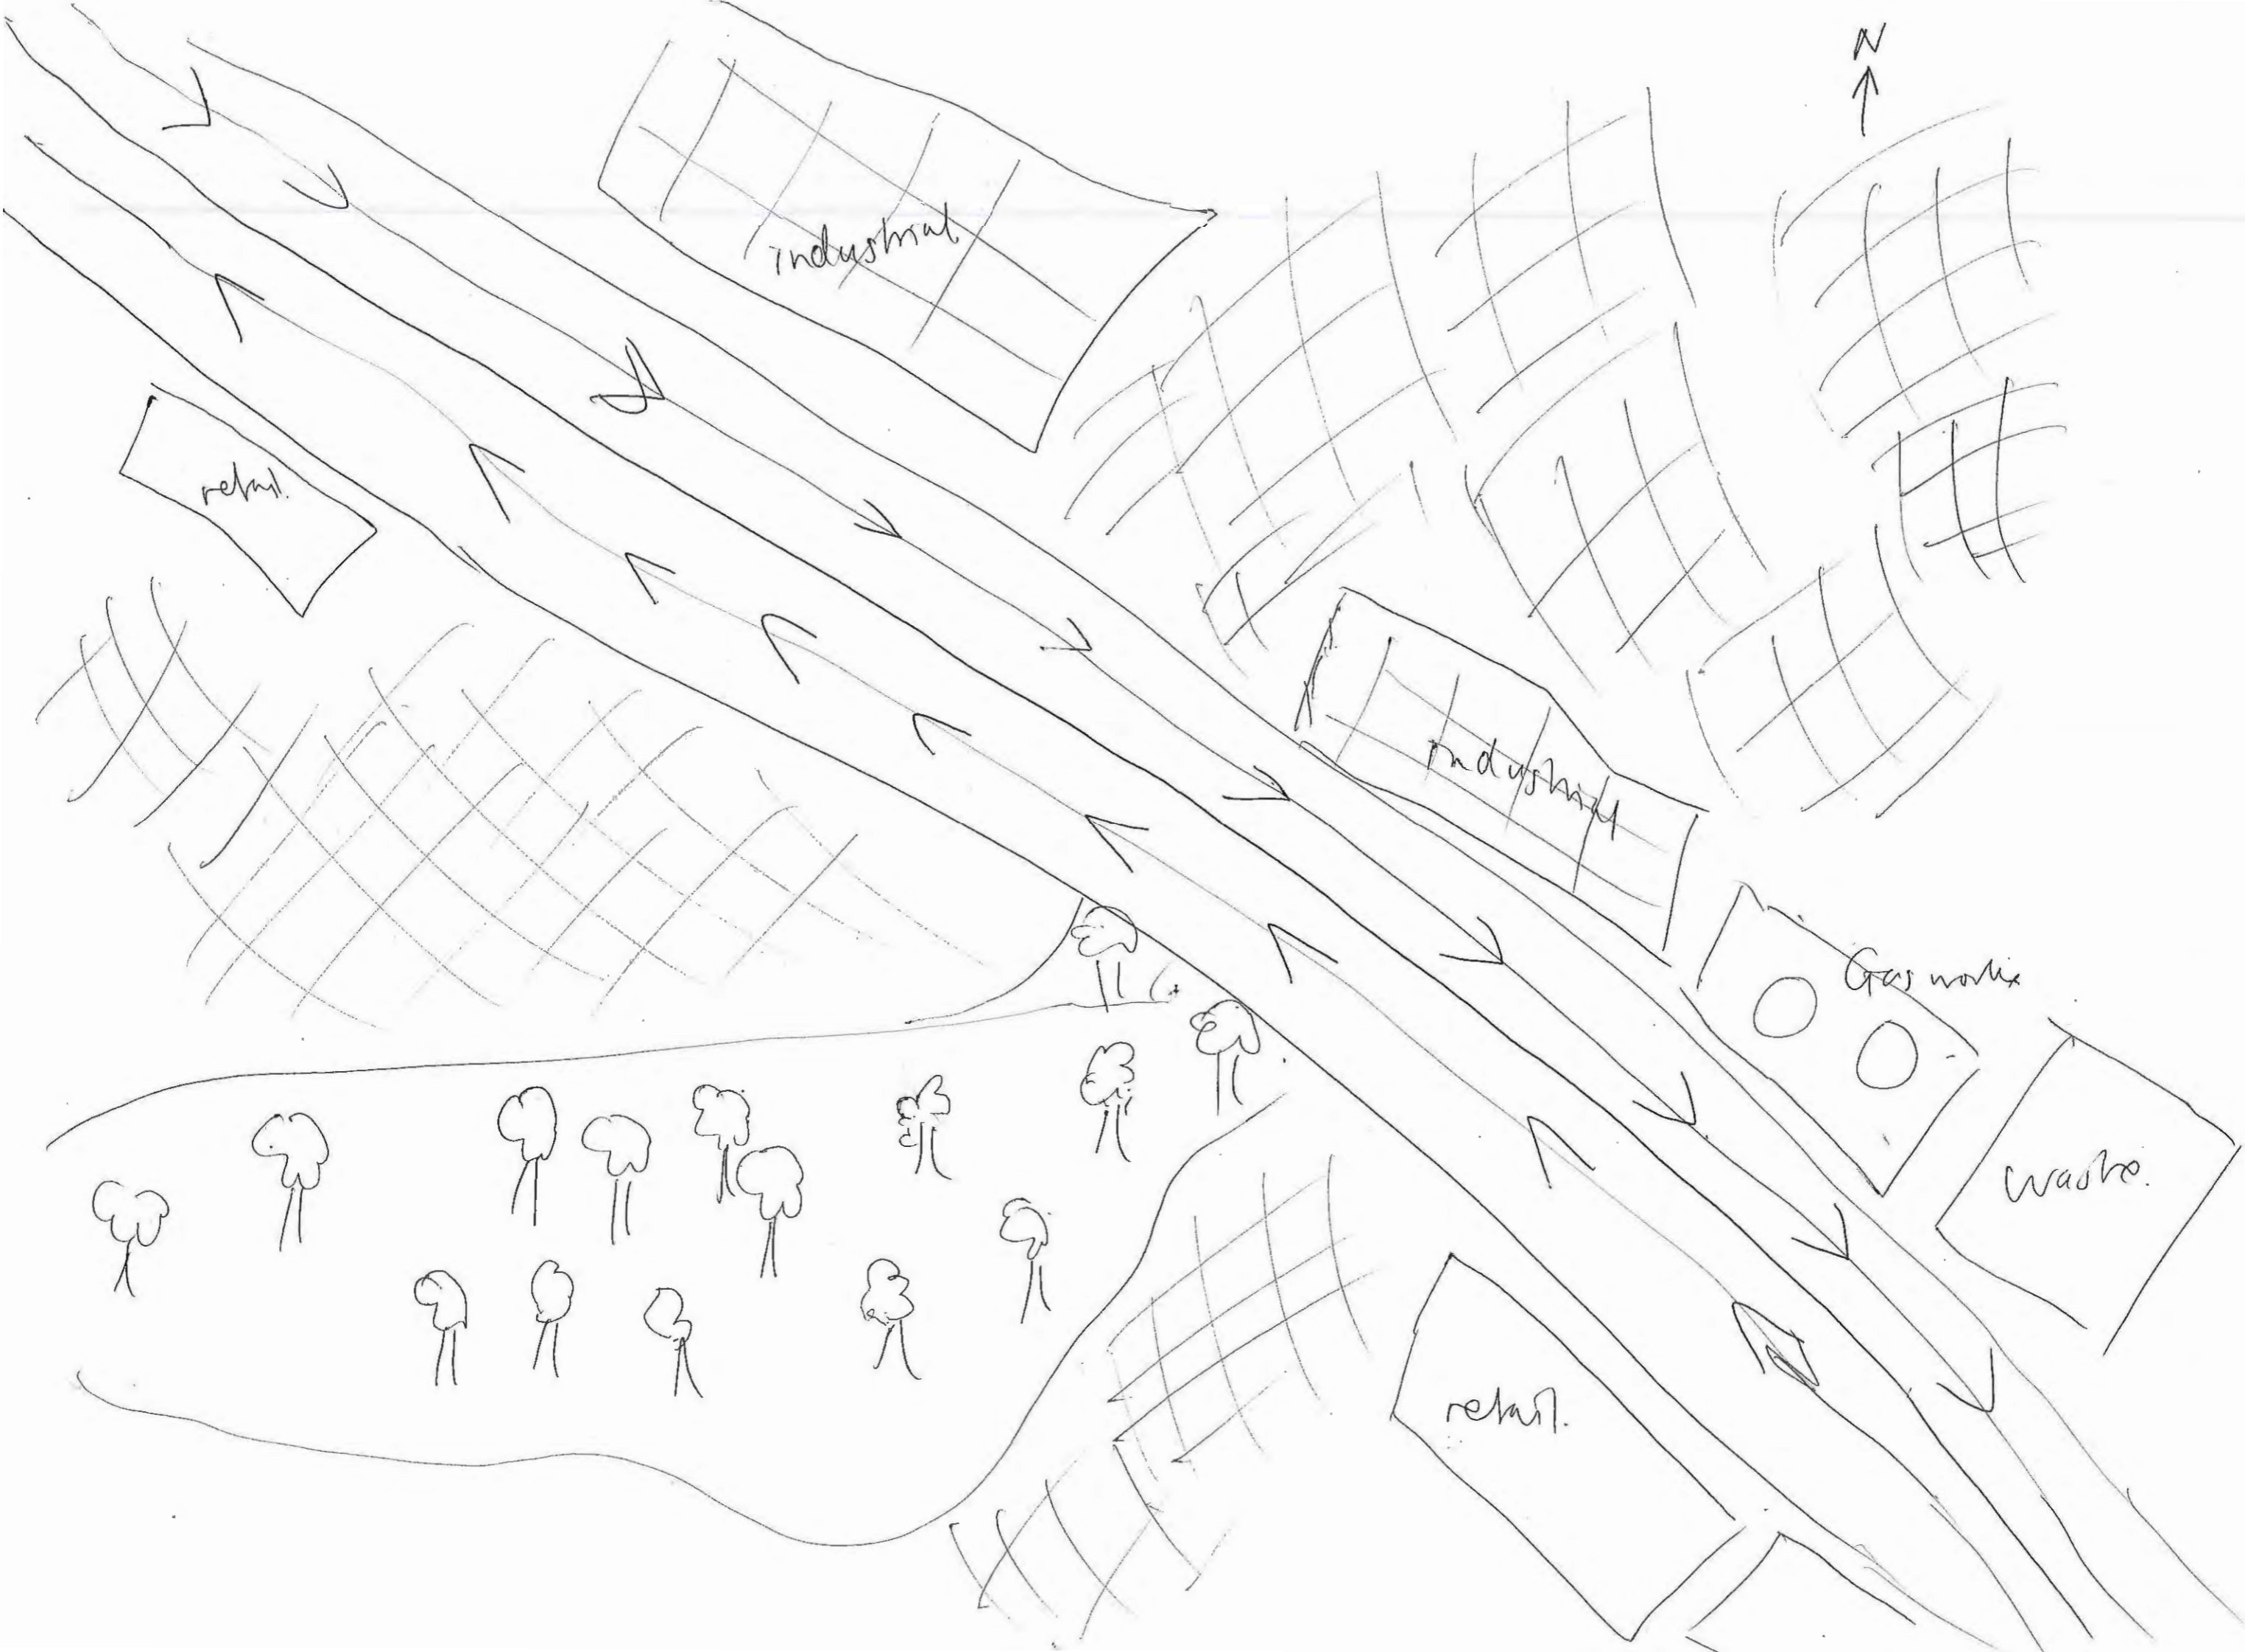 N
industrial
retail.
industrial
Gas works
waste.
retail.